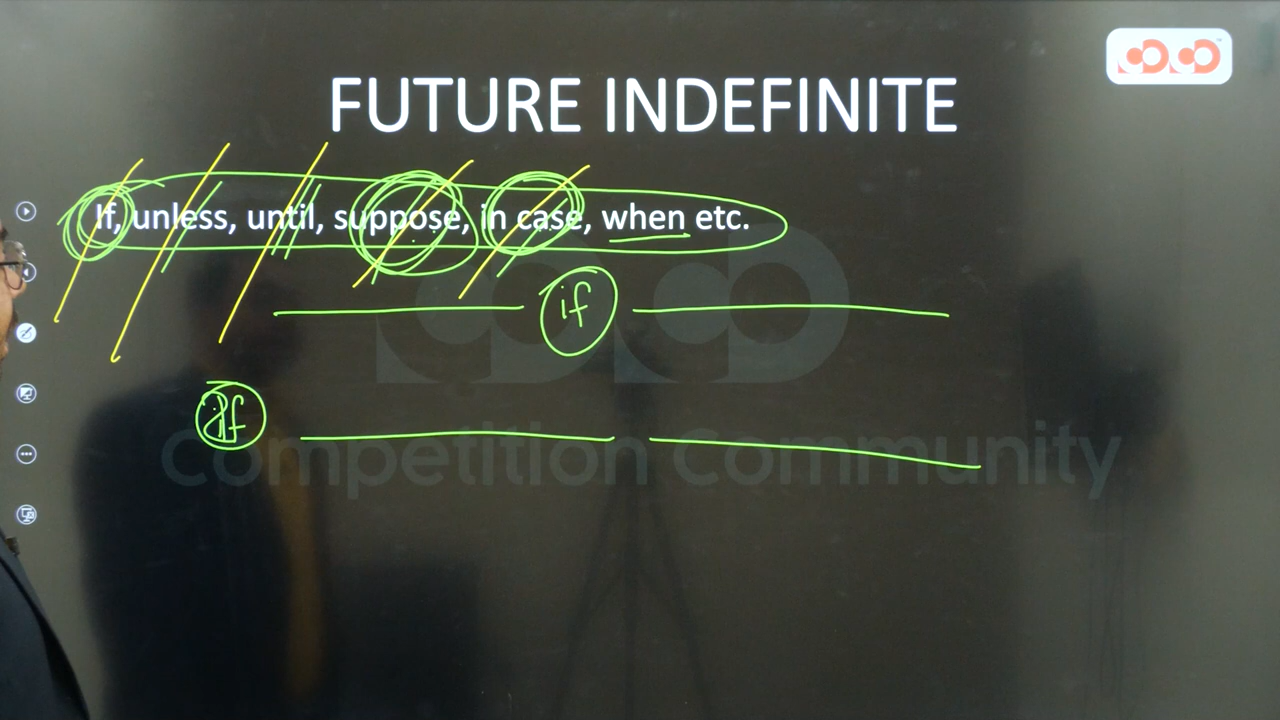 FUTURE INDEFINITE
If, unless, until, suppose, in case, when etc.
if
if
Competition Community